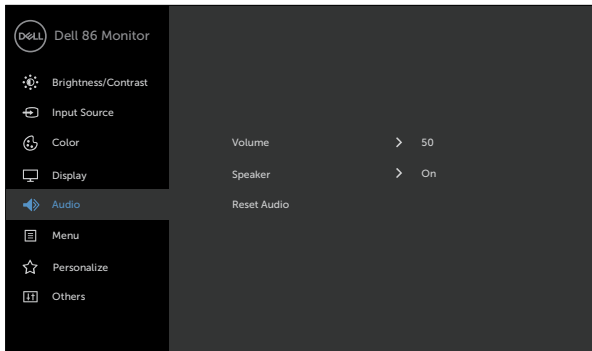 DELL Dell 86 Monitor
Brightness/Contrast
Input Source
Color
Volume 50
Display
Speaker On
Audio
Reset Audio
Menu
Personalize
Others